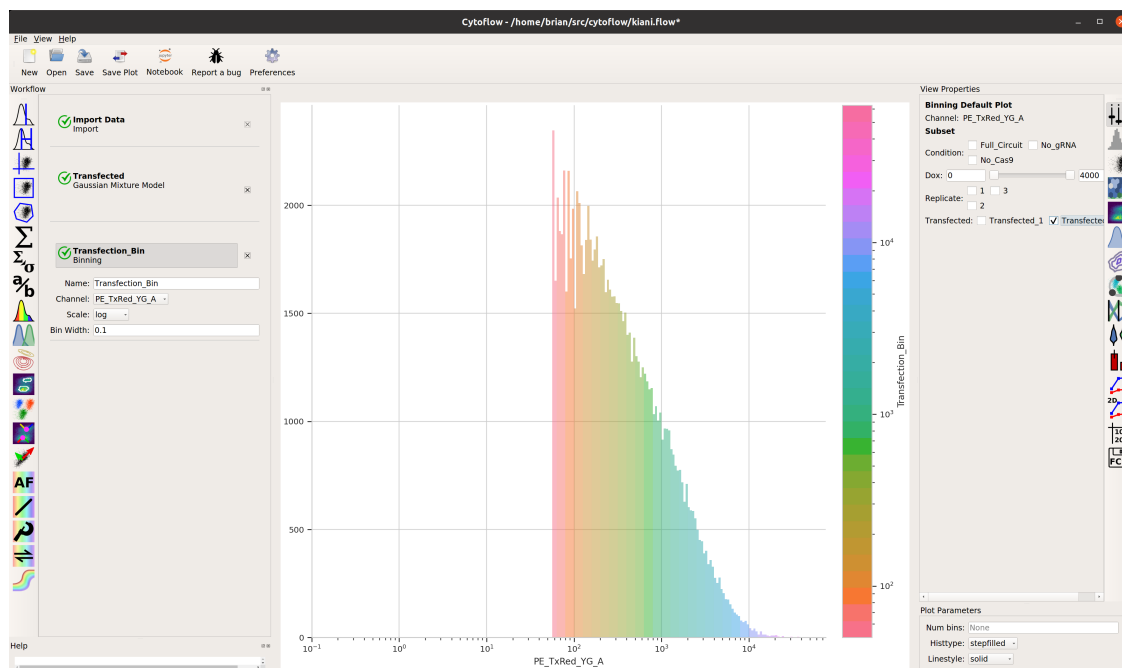 Cytoflow - /home/brian/src/cytoflow/kiani.flow*
File View Help
New Open Save Save Plot Notebook Report a bug Preferences
Workflow
Import Data
Import
Transfected
Gaussian Mixture Model
Transfection_Bin
Binning
Name: Transfection_Bin
Channel: PE_TxRed_YG_A
Scale: log
Bin Width: 0.1
Σ
Σ,σ
a/b
AF
Help
2000
1500
1000
500
0
10⁻¹ 10⁰ 10¹ 10² 10³ 10⁴
PE_TxRed_YG_A
10⁴
10³
10²
Transfection_Bin
View Properties
Binning Default Plot
Channel: PE_TxRed_YG_A
Subset
Condition: Full_Circuit No_gRNA
No_Cas9
Dox: 0 4000
Replicate: 1 3
2
Transfected: Transfected_1 Transfected
2D
FC
Plot Parameters
Num bins: None
Histtype: stepfilled
Linestyle: solid